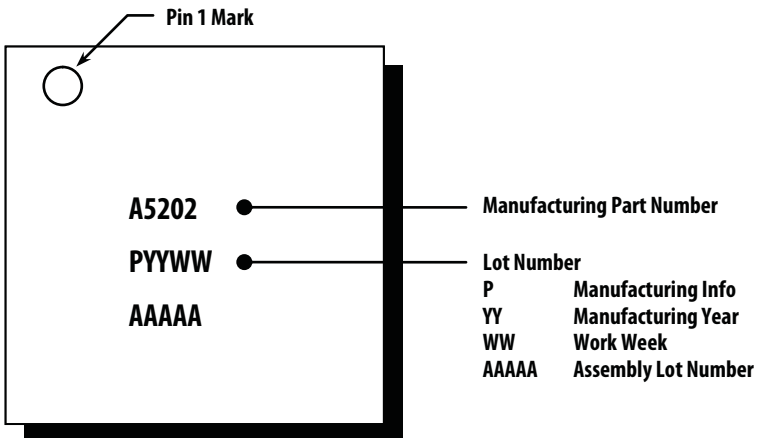 Pin 1 Mark
A5202
Manufacturing Part Number
PYYWW
Lot Number
AAAAA
P Manufacturing Info
YY Manufacturing Year
WW Work Week
AAAAA Assembly Lot Number